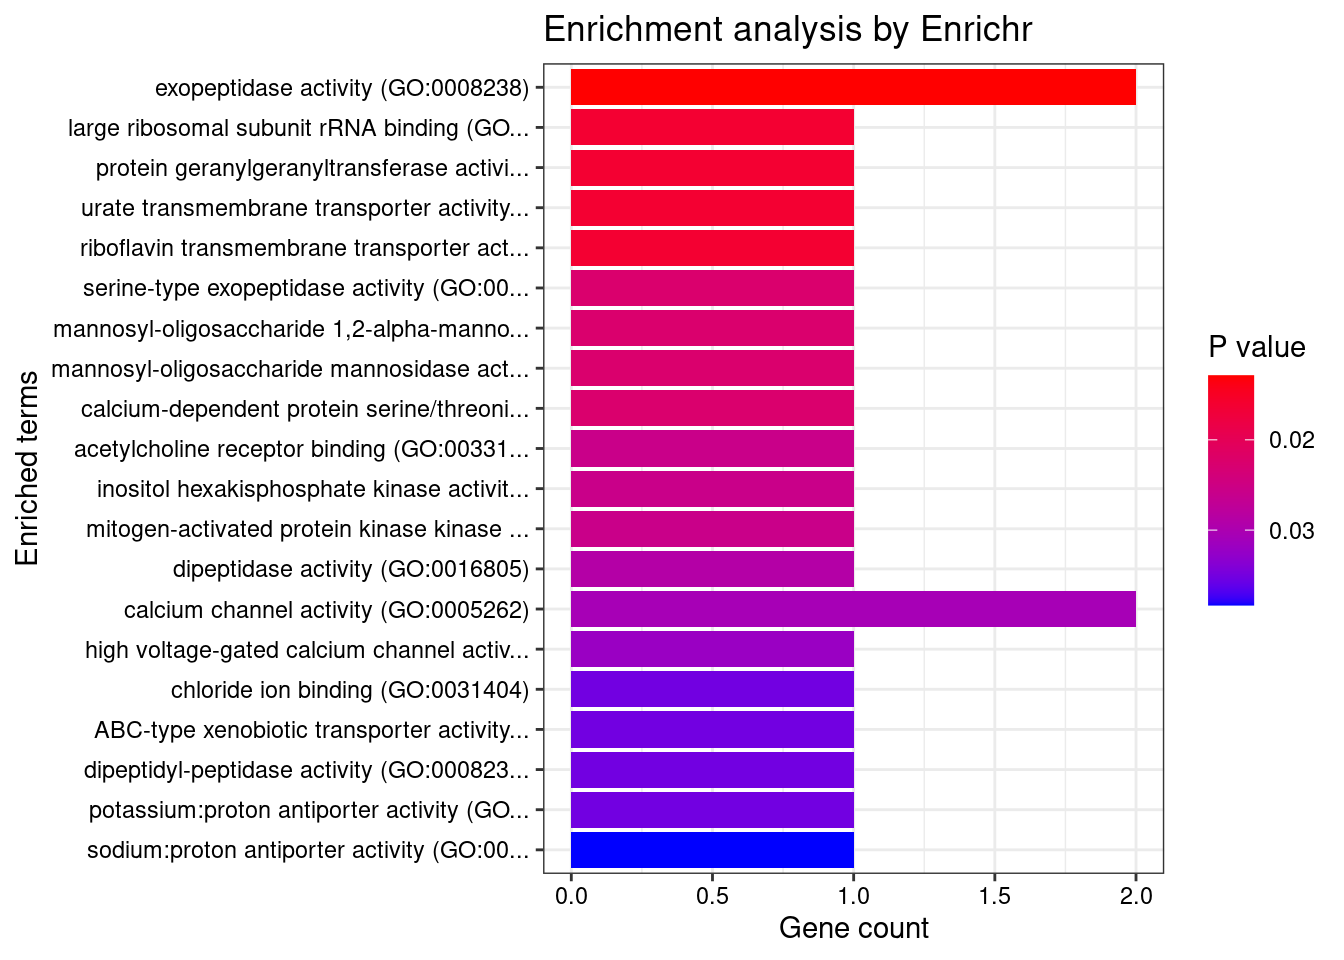 Enrichment analysis by Enrichr
exopeptidase activity (GO:0008238)
large ribosomal subunit rRNA binding (GO...
protein geranylgeranyltransferase activi...
urate transmembrane transporter activity...
riboflavin transmembrane transporter act...
serine-type exopeptidase activity (GO:00...
mannosyl-oligosaccharide 1,2-alpha-manno...
mannosyl-oligosaccharide mannosidase act...
calcium-dependent protein serine/threoni...
acetylcholine receptor binding (GO:00331...
inositol hexakisphosphate kinase activit...
mitogen-activated protein kinase kinase ...
dipeptidase activity (GO:0016805)
calcium channel activity (GO:0005262)
high voltage-gated calcium channel activ...
chloride ion binding (GO:0031404)
ABC-type xenobiotic transporter activity...
dipeptidyl-peptidase activity (GO:000823...
potassium:proton antiporter activity (GO...
sodium:proton antiporter activity (GO:00...
Enriched terms
0.0 0.5 1.0 1.5 2.0
Gene count
P value
0.02
0.03